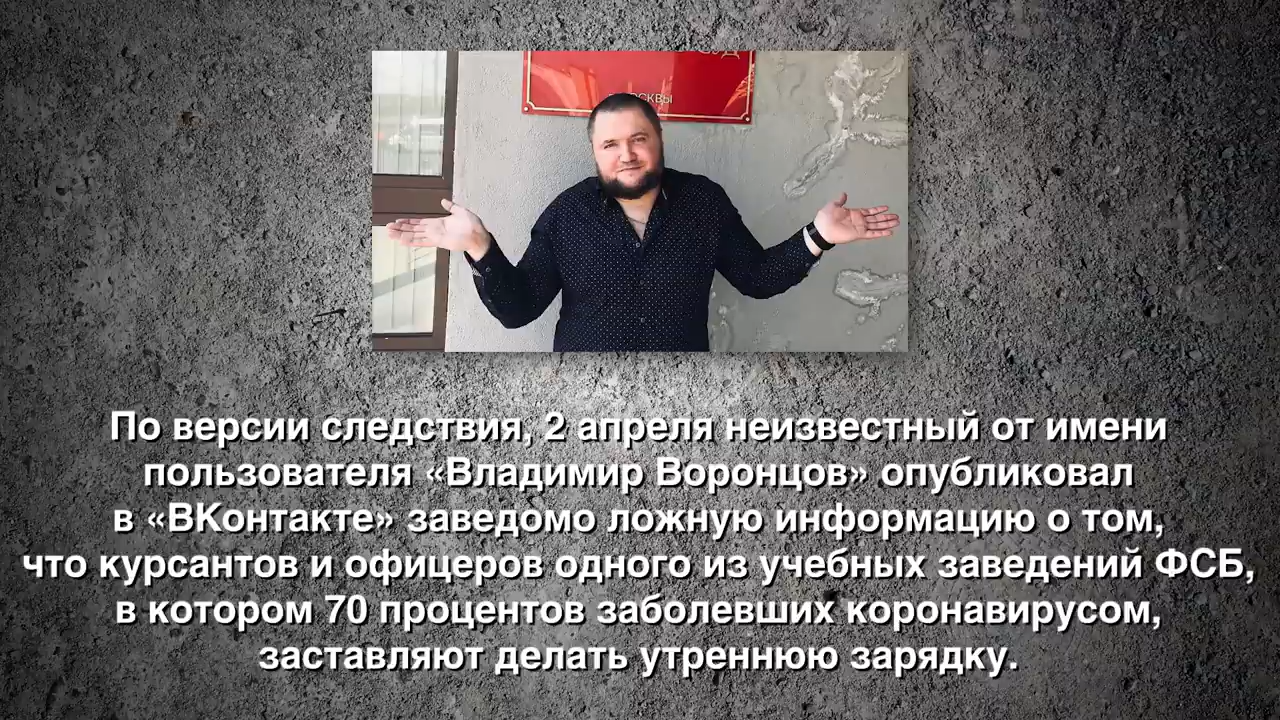 МОСКВЫ
По версии следствия, 2 апреля неизвестный от имени
пользователя «Владимир Воронцов» опубликовал
в «ВКонтакте» заведомо ложную информацию о том,
что курсантов и офицеров одного из учебных заведений ФСБ,
в котором 70 процентов заболевших коронавирусом,
заставляют делать утреннюю зарядку.